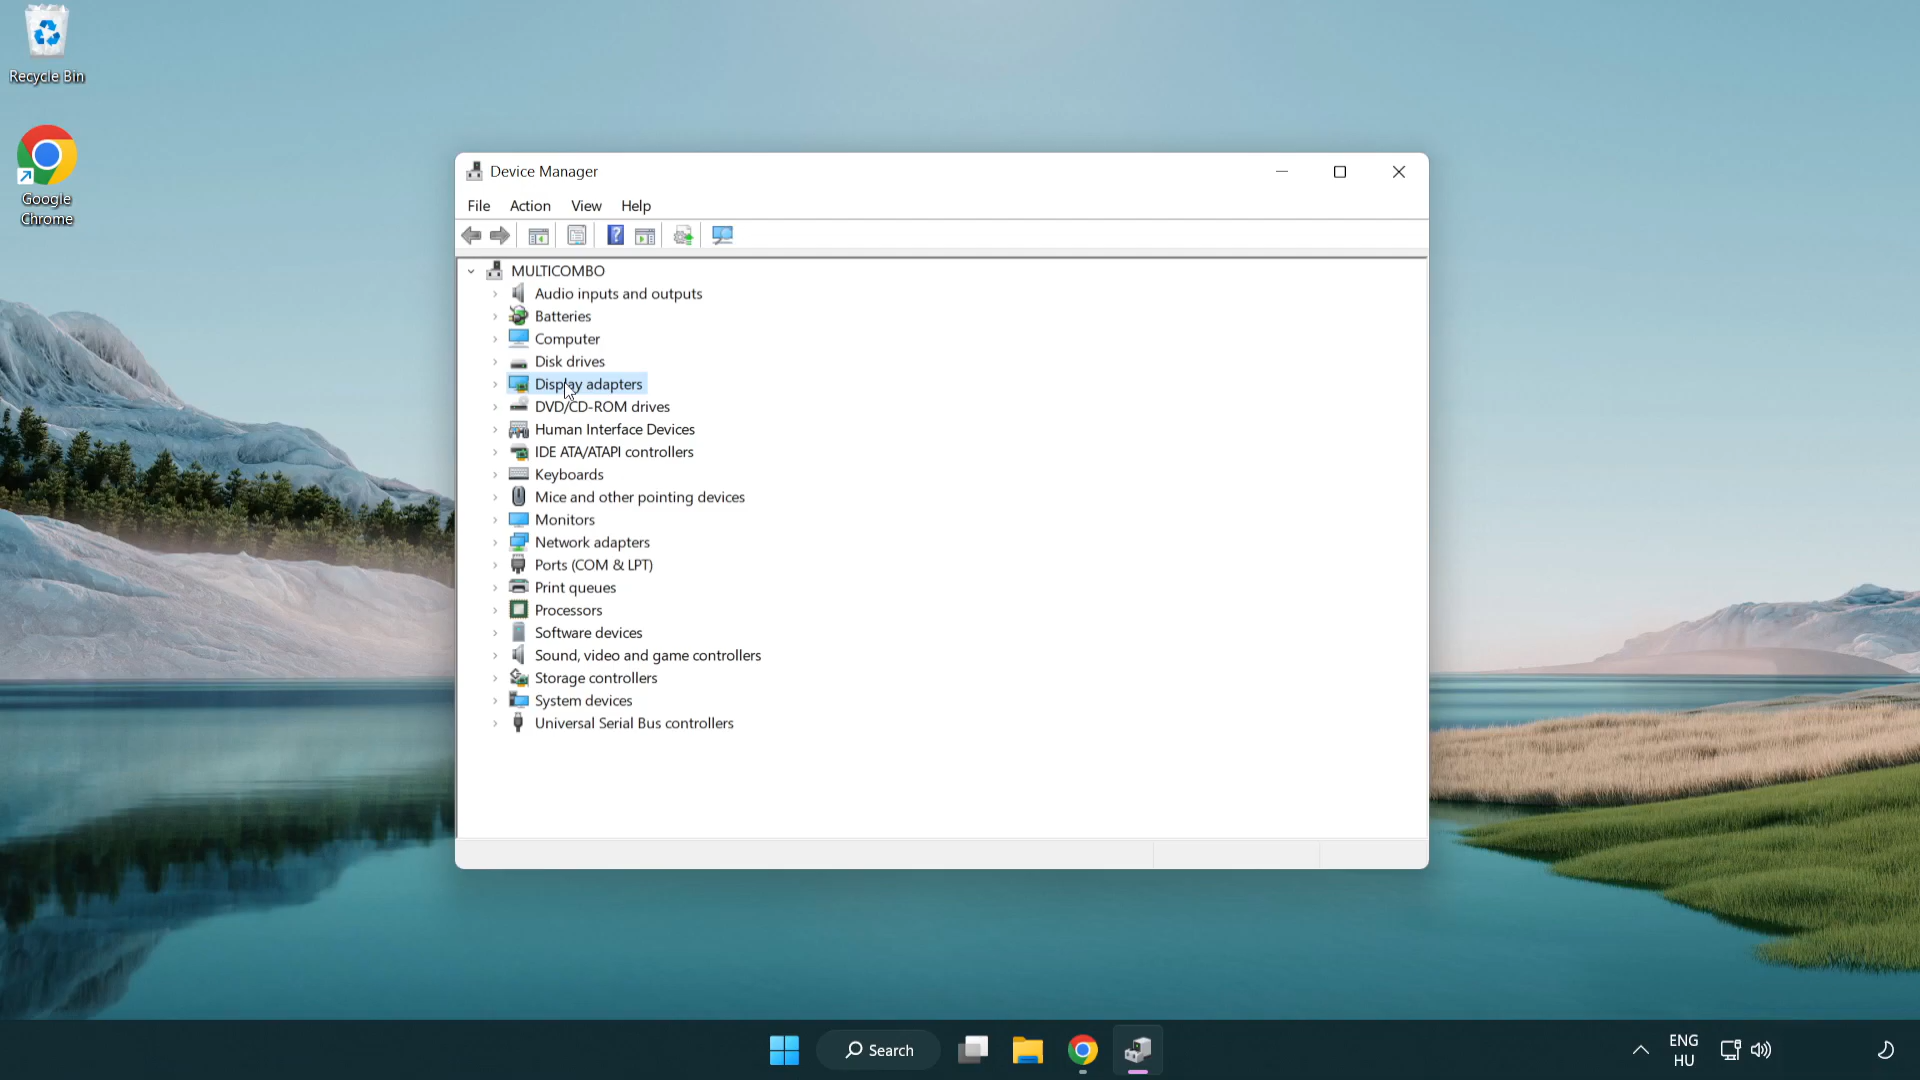 Recycle Bin
Google
Chrome
Device Manager
File Action View Help
MULTICOMBO
Audio inputs and outputs
Batteries
Computer
Disk drives
Display adapters
DVD/CD-ROM drives
Human Interface Devices
IDE ATA/ATAPI controllers
Keyboards
Mice and other pointing devices
Monitors
Network adapters
Ports (COM & LPT)
Print queues
Processors
Software devices
Sound, video and game controllers
Storage controllers
System devices
Universal Serial Bus controllers
Search
ENG
HU